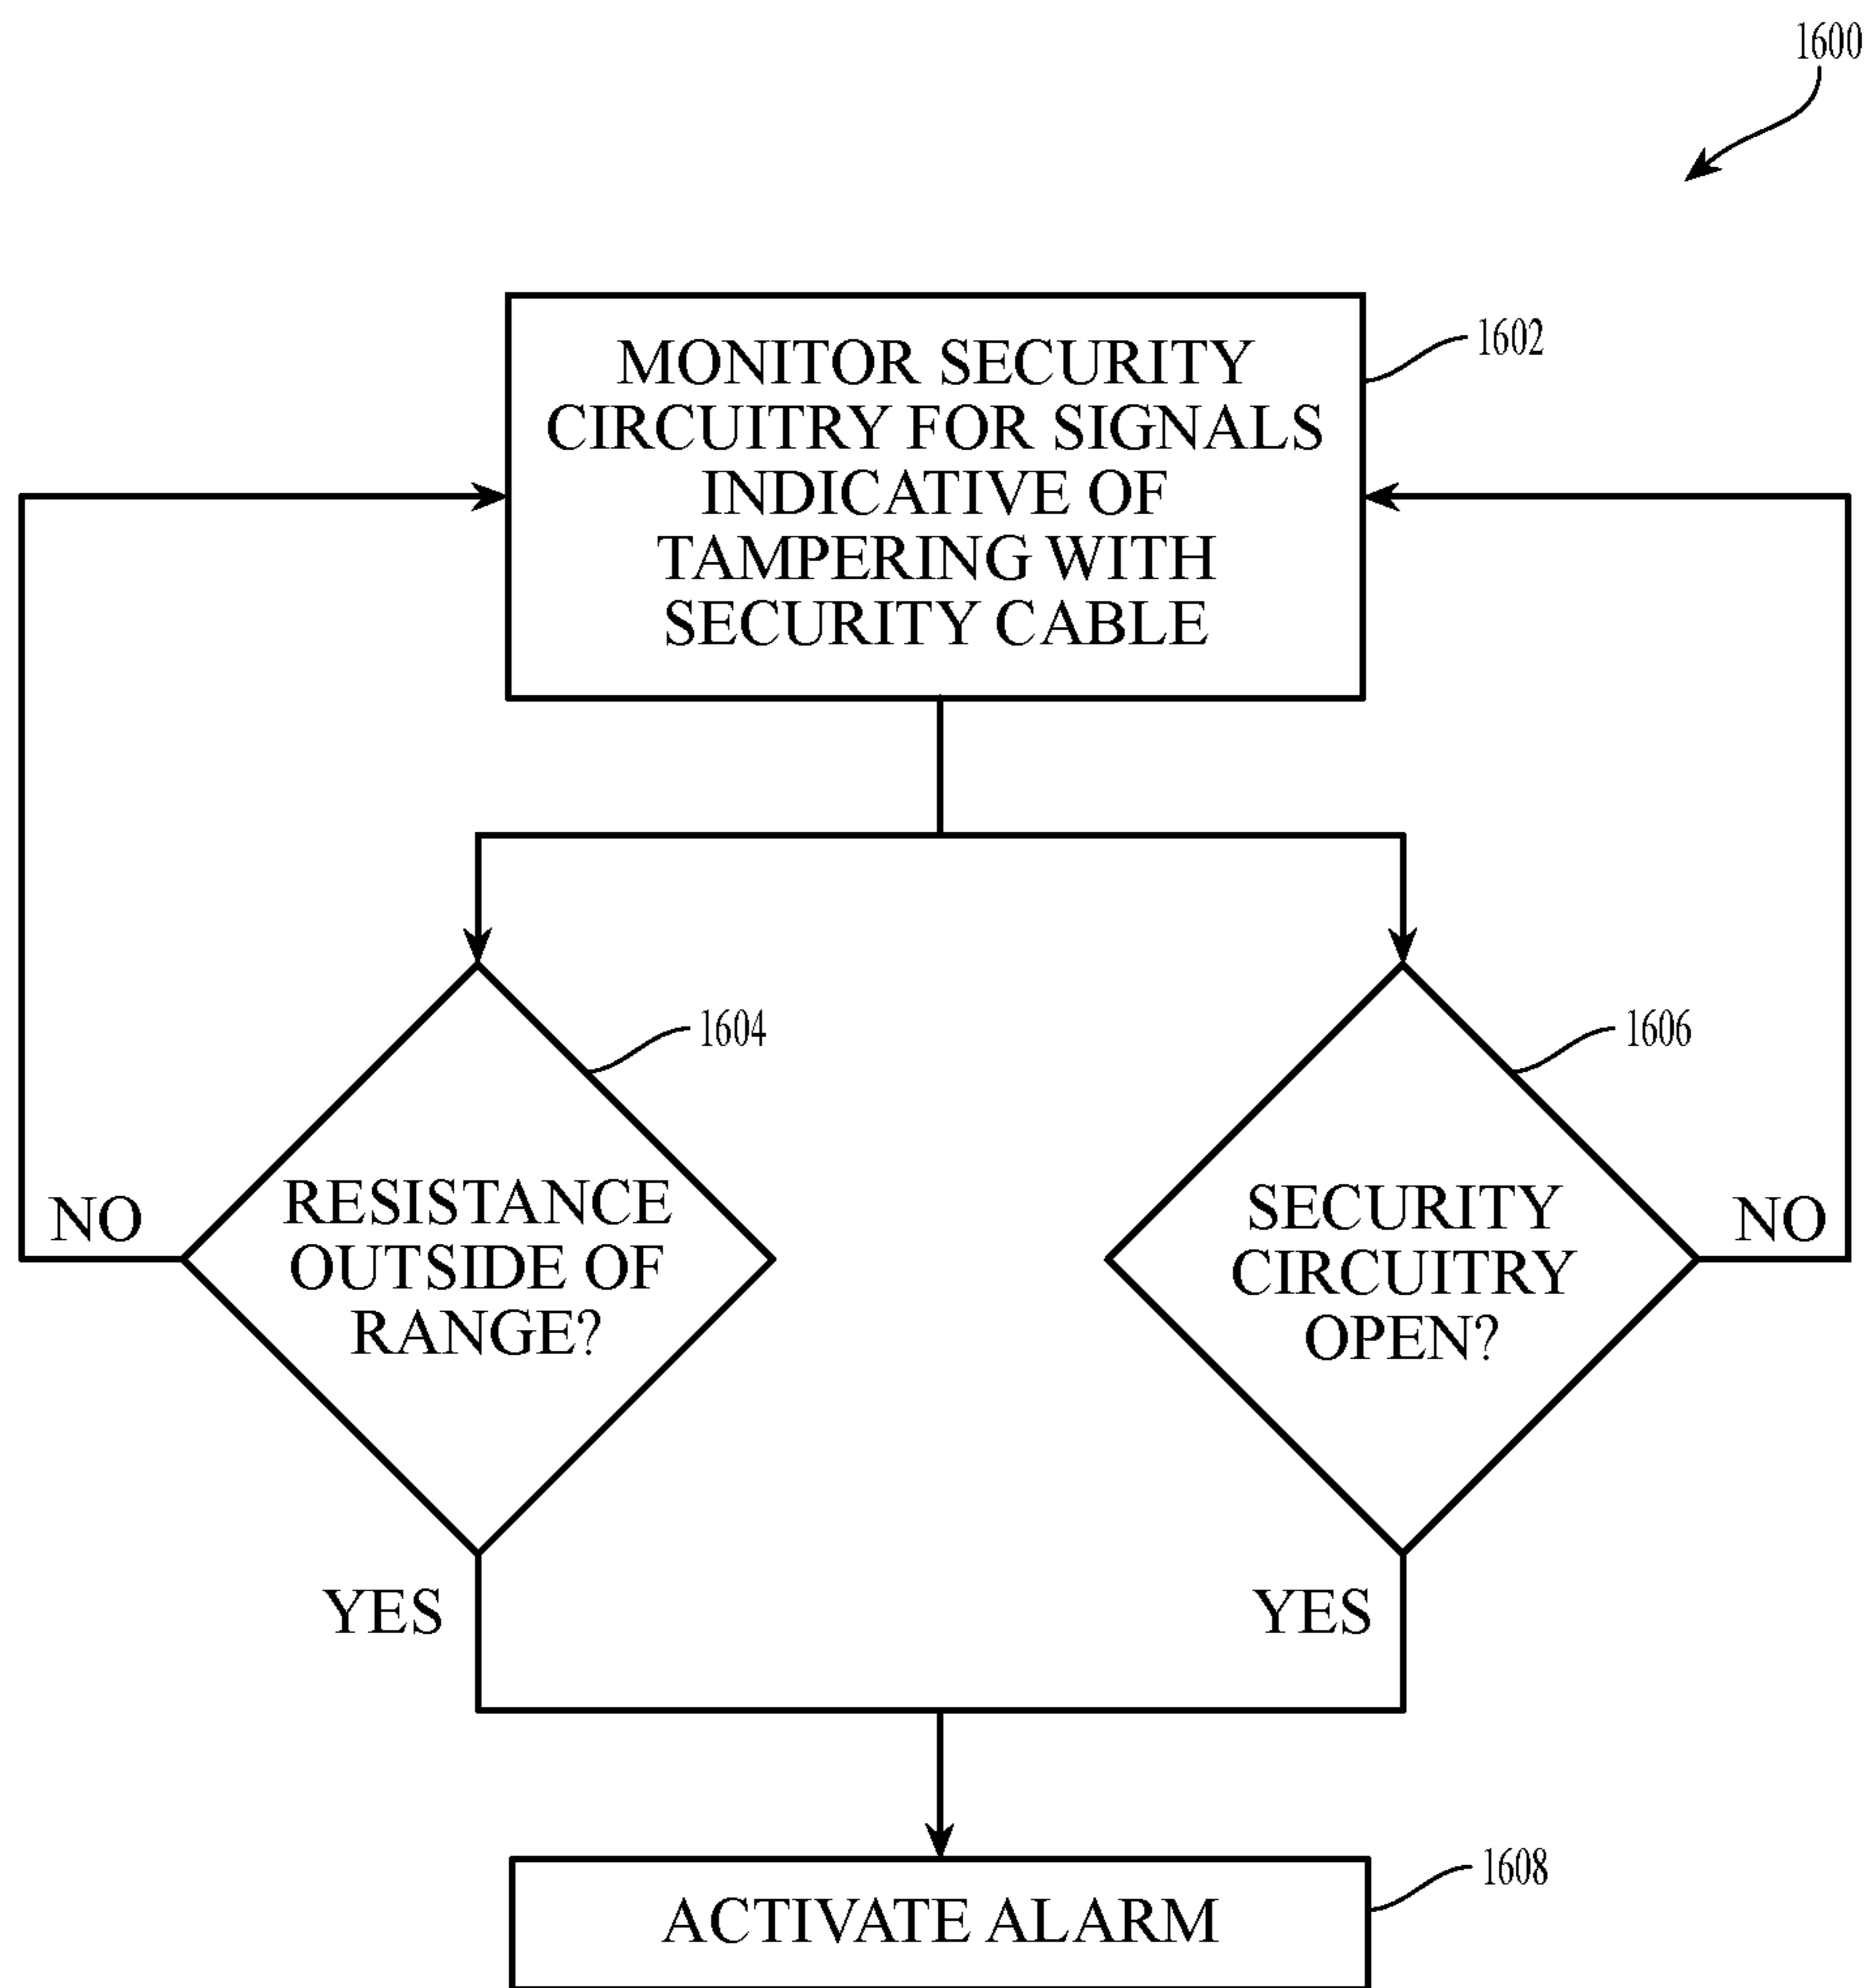 1600
MONITOR SECURITY
CIRCUITRY FOR SIGNALS
INDICATIVE OF
TAMPERING WITH
SECURITY CABLE
1602
1604
1606
RESISTANCE
OUTSIDE OF
RANGE?
NO
SECURITY
CIRCUITRY
OPEN?
NO
YES
YES
ACTIVATE ALARM
1608